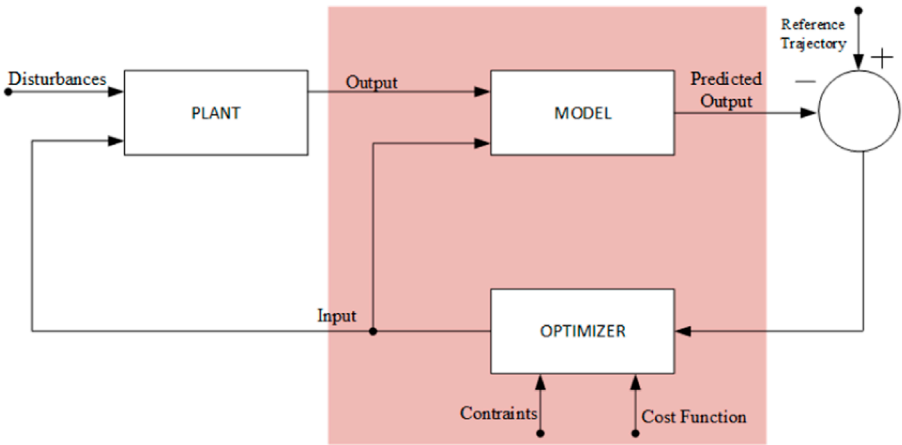 Reference
Trajectory
+
Disturbances
Output
Predicted
Output
−
PLANT
MODEL
Input
OPTIMIZER
Contraints
Cost Function